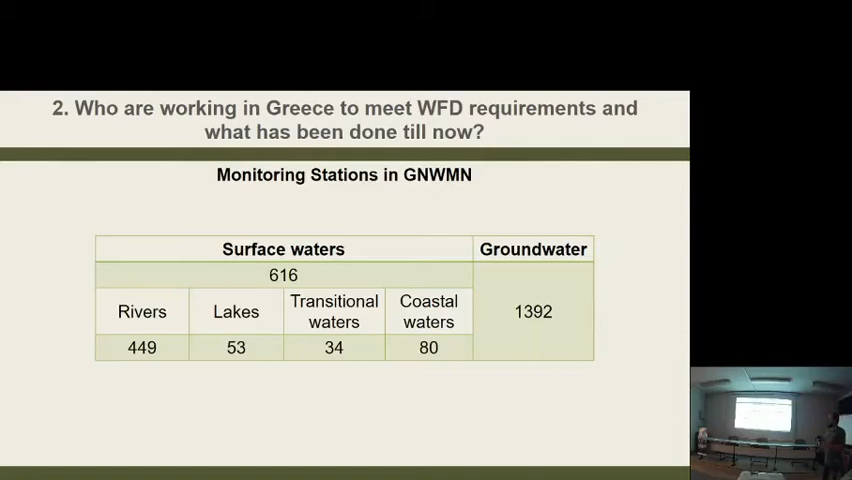 2. Who are working in Greece to meet WFD requirements and
what has been done till now?
Monitoring Stations in GNWMN
Surface waters Groundwater
616
Rivers Lakes Transitional waters Coastal waters 1392
449 53 34 80